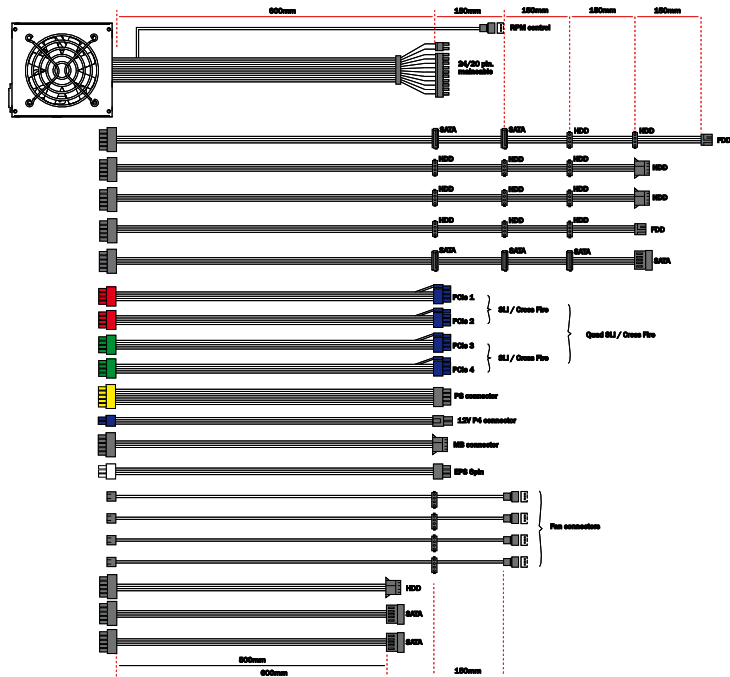 600mm
150mm
150mm
150mm
150mm
RPM control
24/20 pin.
SATA
SATA
HDD
HDD
FDD
HDD
HDD
HDD
HDD
HDD
HDD
HDD
HDD
HDD
HDD
HDD
FDD
SATA
SATA
SATA
SATA
PCIe 1
PCIe 2
SLI / Cross Fire
PCIe 3
PCIe 4
SLI / Cross Fire
Quad SLI / Cross Fire
P8 connector
12V P4 connector
MB connector
EPS 6pin
Fan connectors
HDD
SATA
SATA
500mm
600mm
150mm